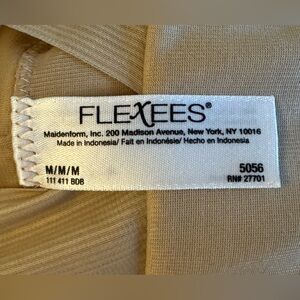 FLEXEES®
Maidenform, Inc. 200 Madison Avenue, New York, NY 10016
Made in Indonesia/ Fait en Indonésie/ Hecho en Indonesia
M/M/M 5056
111 411 BOB RN# 27701